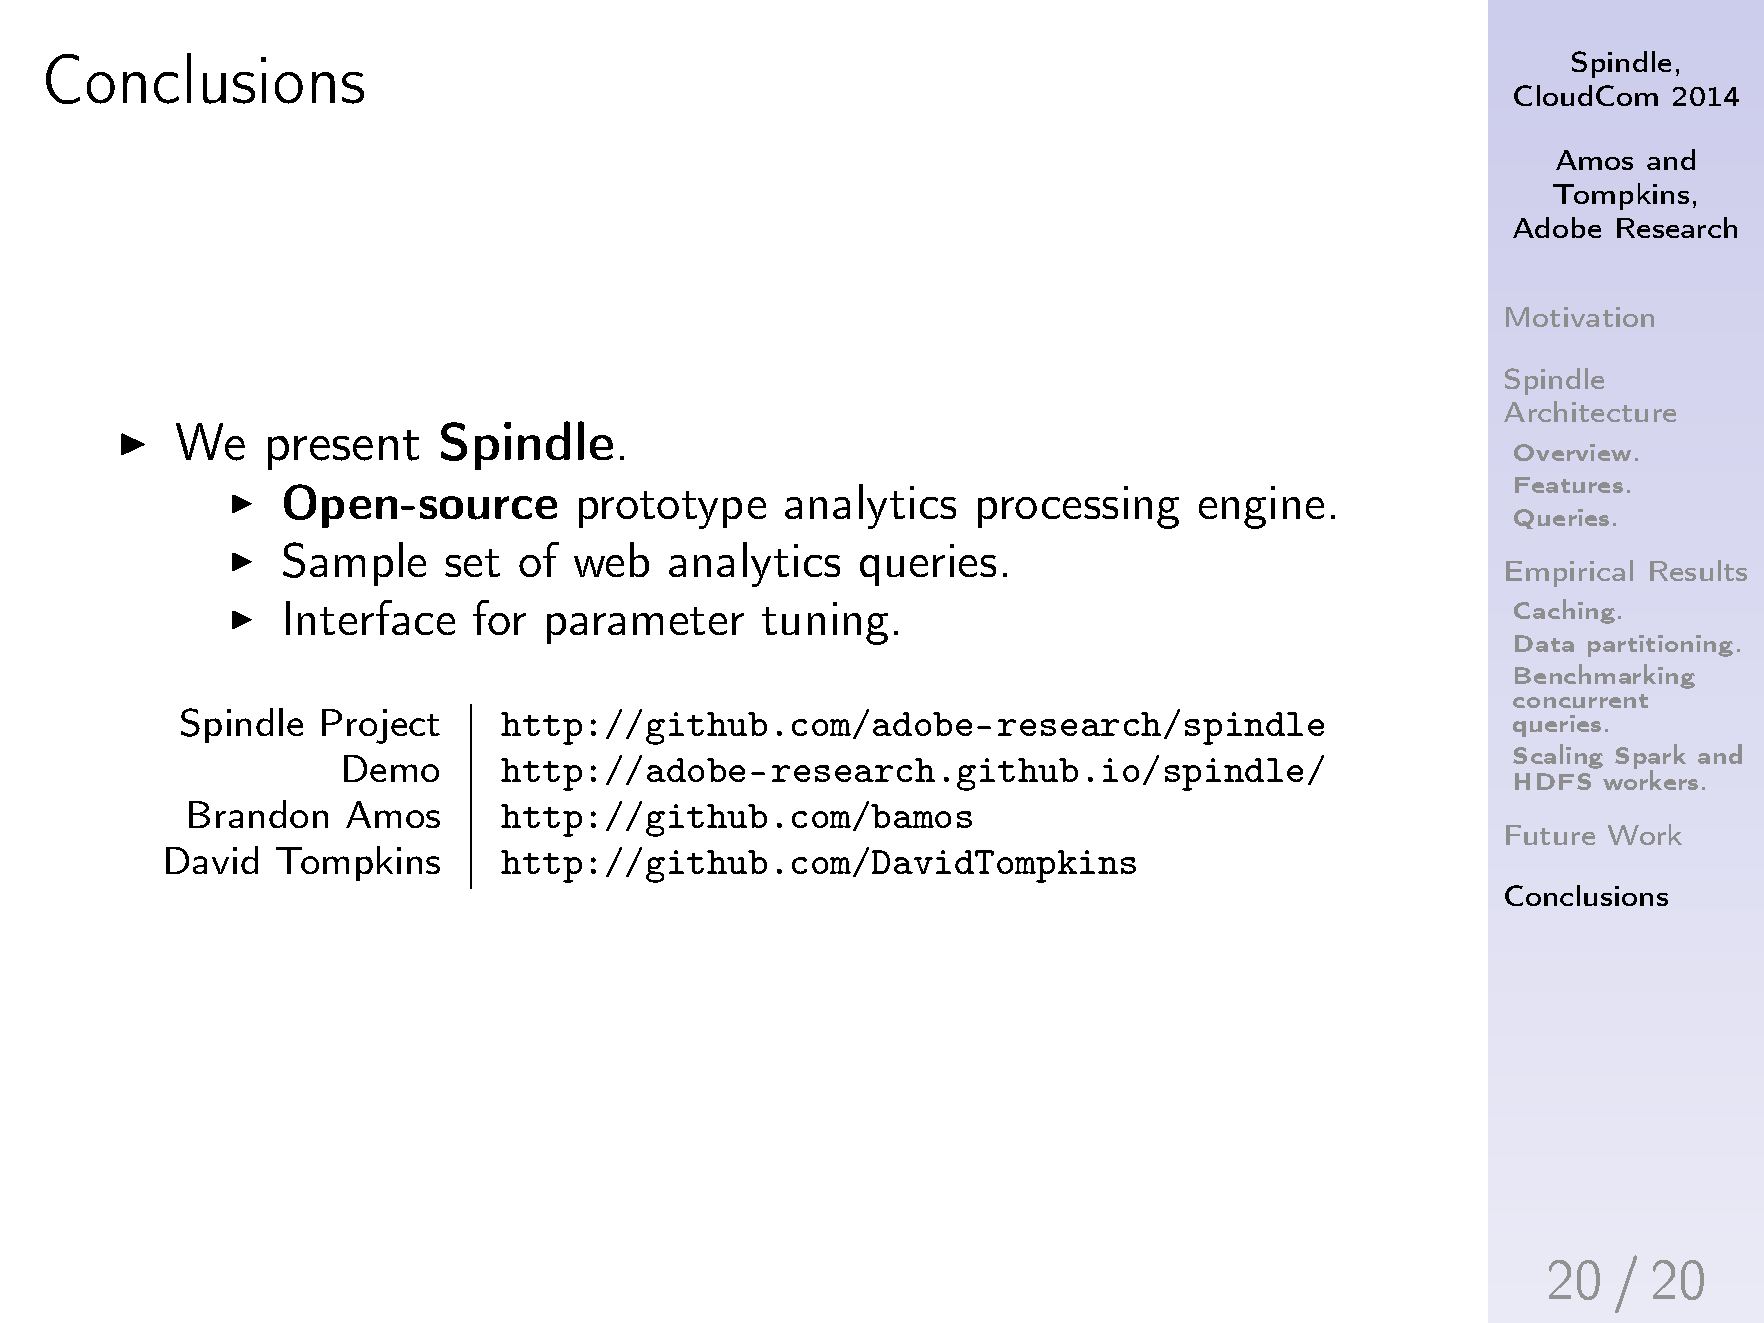 Conclusions
▶ We present Spindle.
▶ Open-source prototype analytics processing engine.
▶ Sample set of web analytics queries.
▶ Interface for parameter tuning.
Spindle Project | http://github.com/adobe-research/spindle
Demo | http://adobe-research.github.io/spindle/
Brandon Amos | http://github.com/bamos
David Tompkins | http://github.com/DavidTompkins
Spindle,
CloudCom 2014
Amos and
Tompkins,
Adobe Research
Motivation
Spindle
Architecture
Overview.
Features.
Queries.
Empirical Results
Caching.
Data partitioning.
Benchmarking
concurrent
queries.
Scaling Spark and
HDFS workers.
Future Work
Conclusions
20 / 20